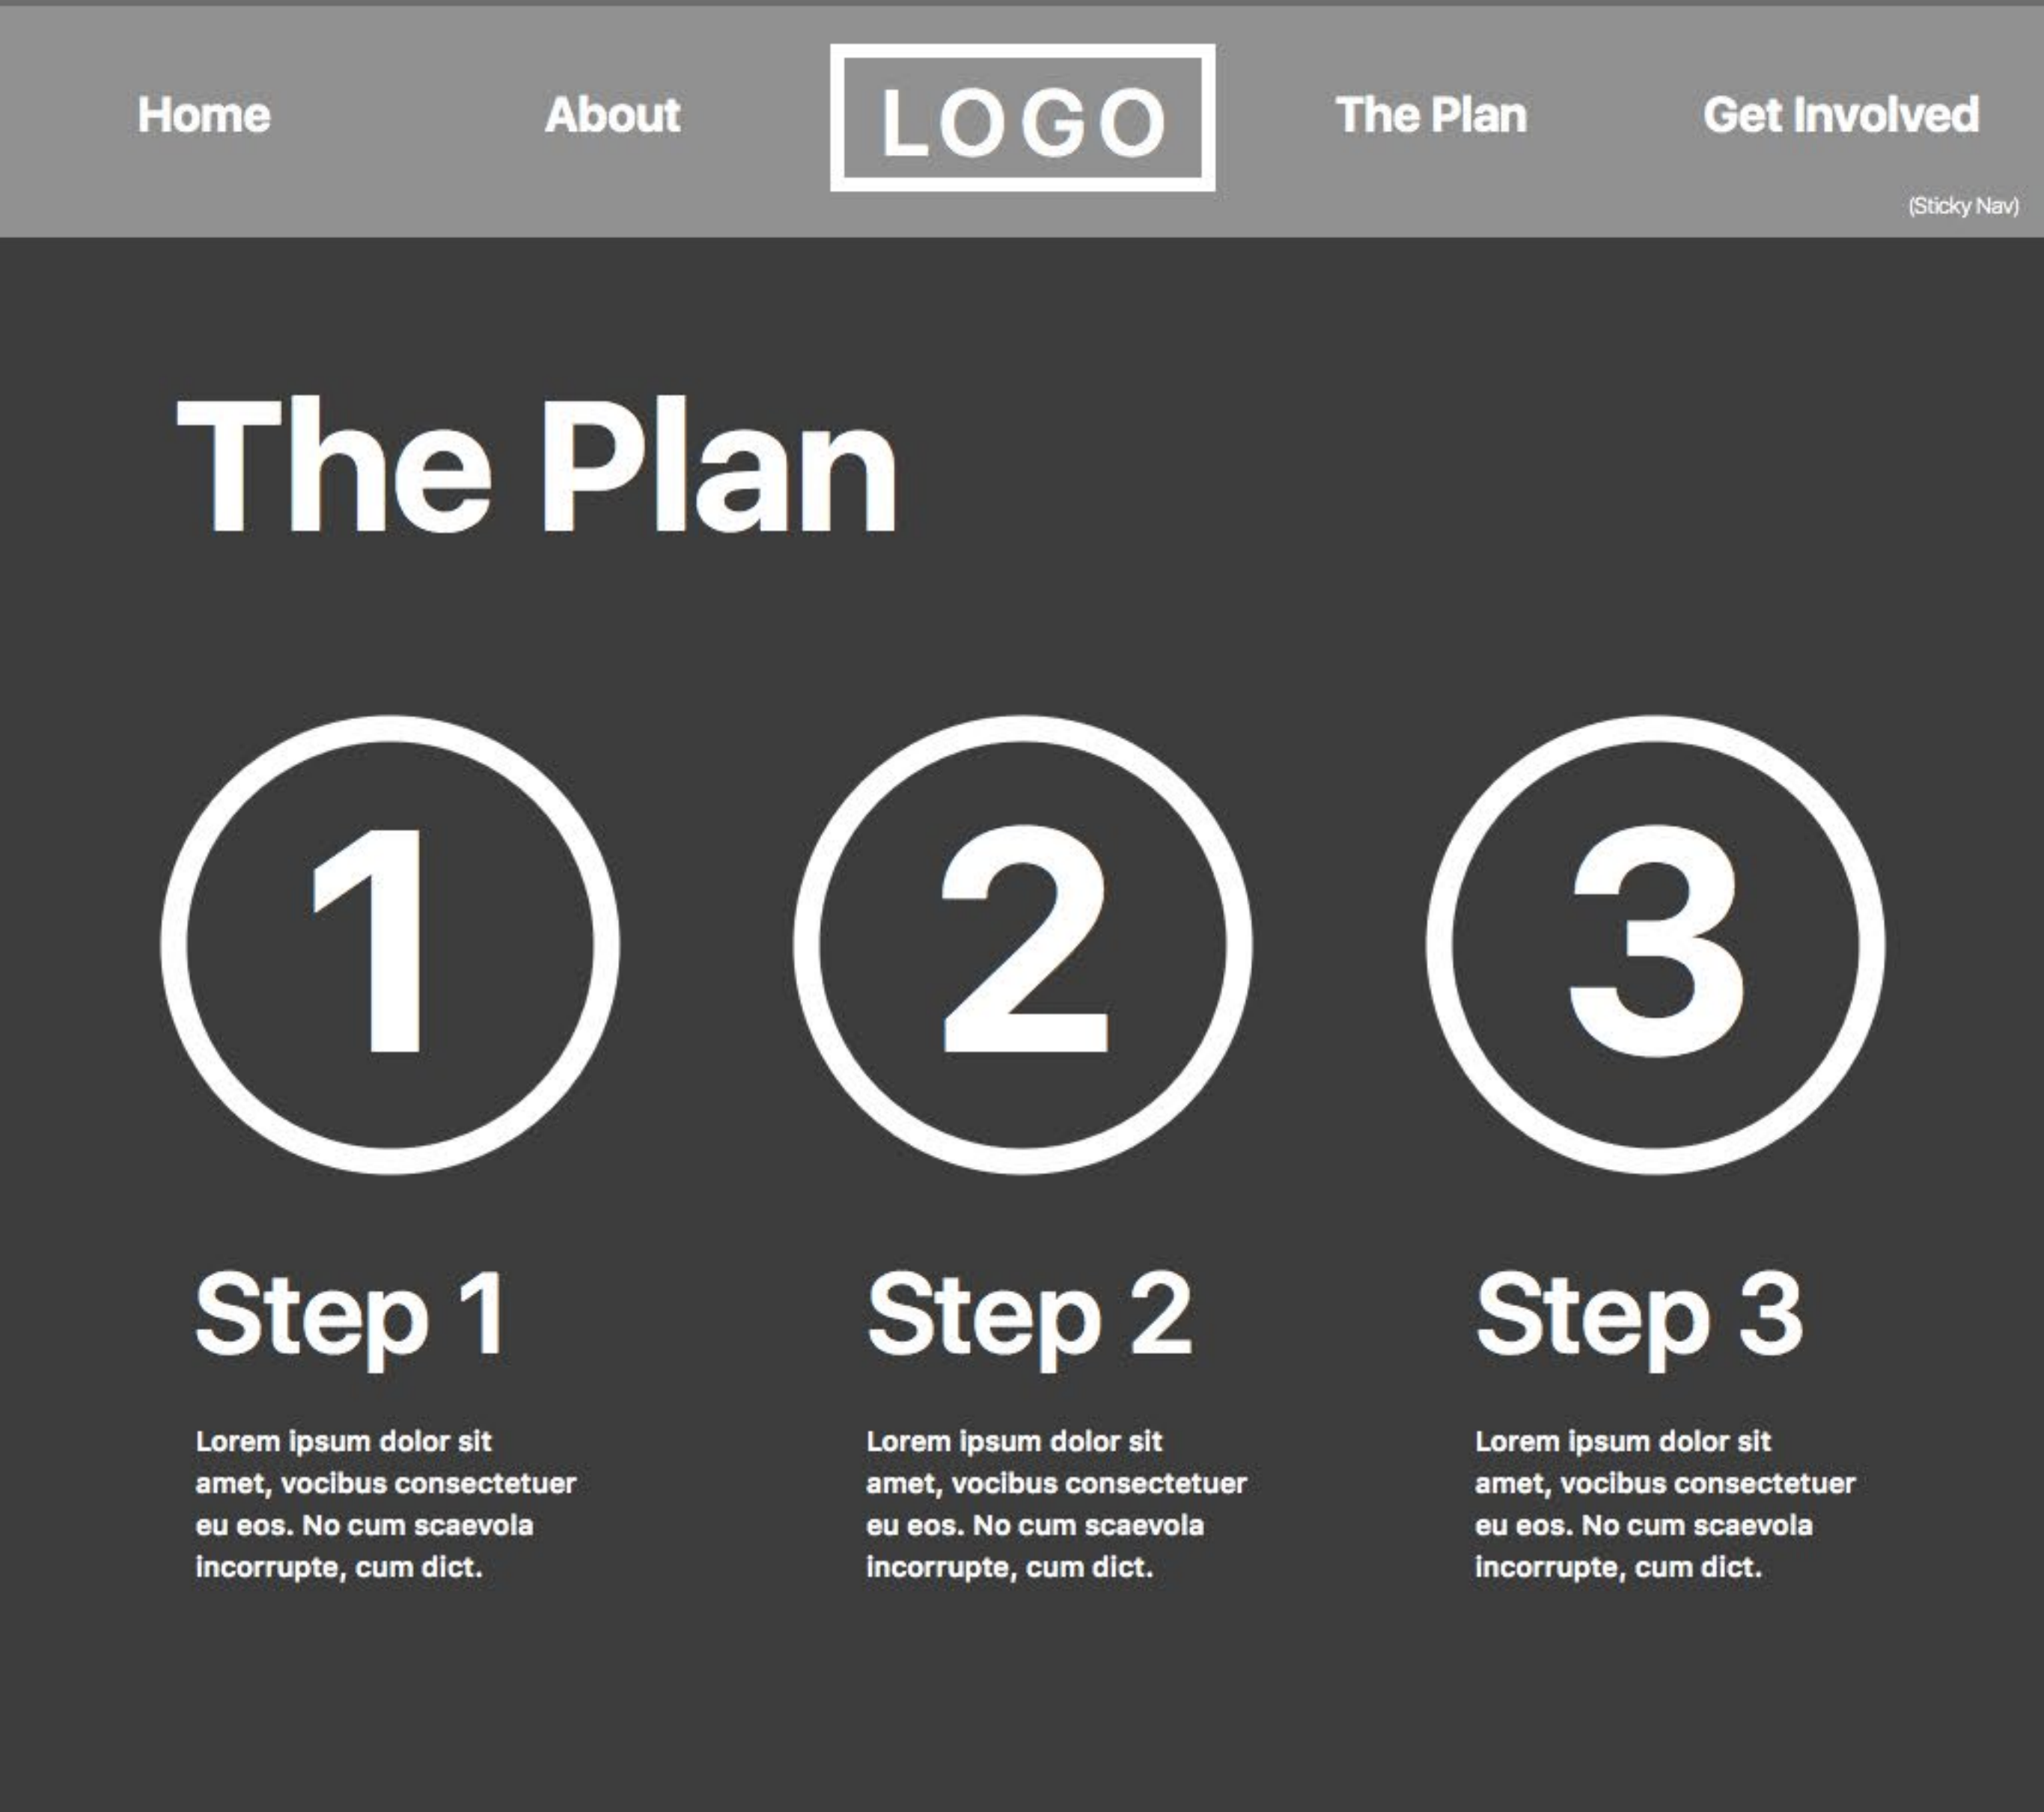 Home About LOGO The Plan Get Involved
(Sticky Nav)
The Plan
1 2 3
Step 1
Lorem ipsum dolor sit
amet, vocibus consectetuer
eu eos. No cum scaevola
incorrupte, cum dict.
Step 2
Lorem ipsum dolor sit
amet, vocibus consectetuer
eu eos. No cum scaevola
incorrupte, cum dict.
Step 3
Lorem ipsum dolor sit
amet, vocibus consectetuer
eu eos. No cum scaevola
incorrupte, cum dict.